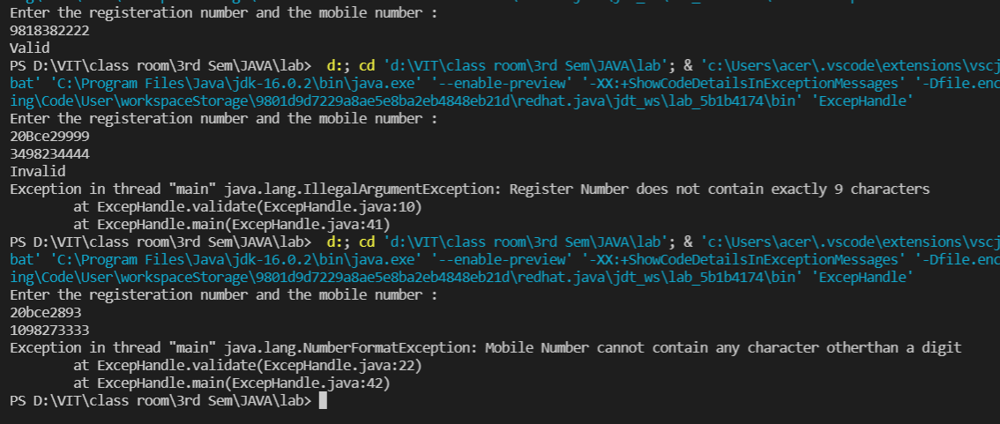 Enter the registeration number and the mobile number :
9818382222
Valid
PS D:\VIT\class room\3rd Sem\JAVA\lab>  d:; cd 'd:\VIT\class room\3rd Sem\JAVA\lab'; & 'c:\Users\acer\.vscode\extensions\vscj
bat' 'C:\Program Files\Java\jdk-16.0.2\bin\java.exe' '--enable-preview' '-XX:+ShowCodeDetailsInExceptionMessages' '-Dfile.enc
ing\Code\User\workspaceStorage\9801d9d7229a8ae5e8ba2eb4848eb21d\redhat.java\jdt_ws\lab_5b1b4174\bin' 'ExcepHandle'
Enter the registeration number and the mobile number :
20Bce29999
3498234444
Invalid
Exception in thread "main" java.lang.IllegalArgumentException: Register Number does not contain exactly 9 characters
        at ExcepHandle.validate(ExcepHandle.java:10)
        at ExcepHandle.main(ExcepHandle.java:41)
PS D:\VIT\class room\3rd Sem\JAVA\lab>  d:; cd 'd:\VIT\class room\3rd Sem\JAVA\lab'; & 'c:\Users\acer\.vscode\extensions\vscj
bat' 'C:\Program Files\Java\jdk-16.0.2\bin\java.exe' '--enable-preview' '-XX:+ShowCodeDetailsInExceptionMessages' '-Dfile.enc
ing\Code\User\workspaceStorage\9801d9d7229a8ae5e8ba2eb4848eb21d\redhat.java\jdt_ws\lab_5b1b4174\bin' 'ExcepHandle'
Enter the registeration number and the mobile number :
20bce2893
1098273333
Exception in thread "main" java.lang.NumberFormatException: Mobile Number cannot contain any character otherthan a digit
        at ExcepHandle.validate(ExcepHandle.java:22)
        at ExcepHandle.main(ExcepHandle.java:42)
PS D:\VIT\class room\3rd Sem\JAVA\lab>